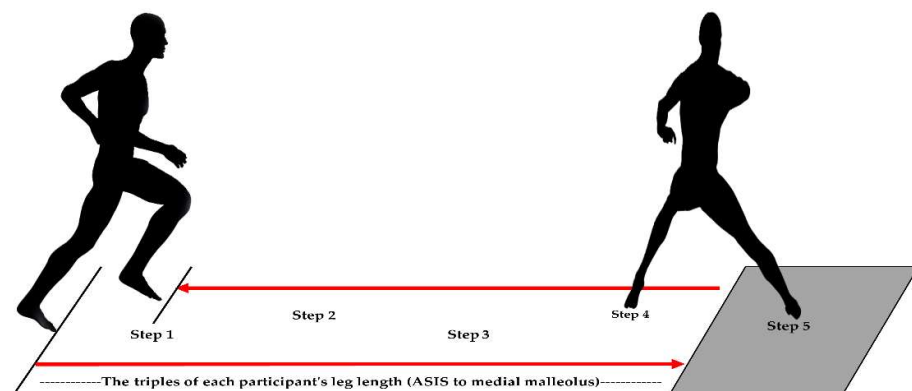 Step 1
Step 2
Step 3
Step 4
Step 5
-----------The triples of each participant's leg length (ASIS to medial malleolus)-----------